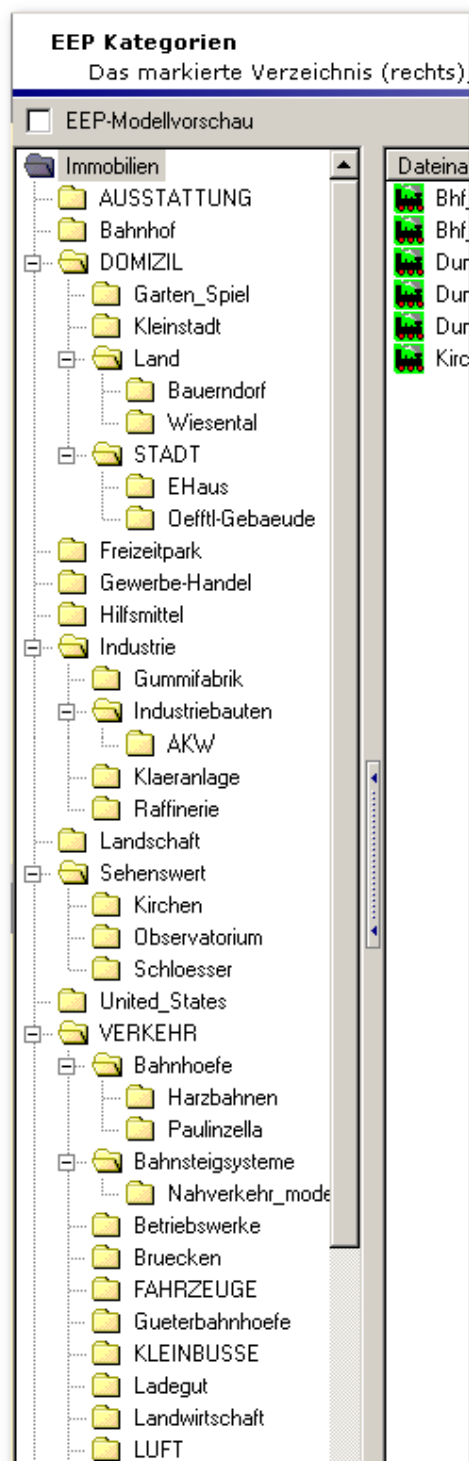 EEP Kategorien
Das markierte Verzeichnis (rechts),
EEP-Modellvorschau
Immobilien
AUSSTATTUNG
Bahnhof
DOMIZIL
Garten_Spiel
Kleinstadt
Land
Bauerndorf
Wiesental
STADT
EHaus
Oefftl-Gebaeude
Freizeitpark
Gewerbe-Handel
Hilfsmittel
Industrie
Gummifabrik
Industriebauten
AKW
Klaeranlage
Raffinerie
Landschaft
Sehenswert
Kirchen
Observatorium
Schloesser
United_States
VERKEHR
Bahnhoefe
Harzbahnen
Paulinzella
Bahnsteigsysteme
Nahverkehr_mode
Betriebswerke
Bruecken
FAHRZEUGE
Gueterbahnhoefe
KLEINBUSSE
Ladegut
Landwirtschaft
LUFT
Dateina
Bhf_
Bhf_
Dur
Dur
Dur
Kirc